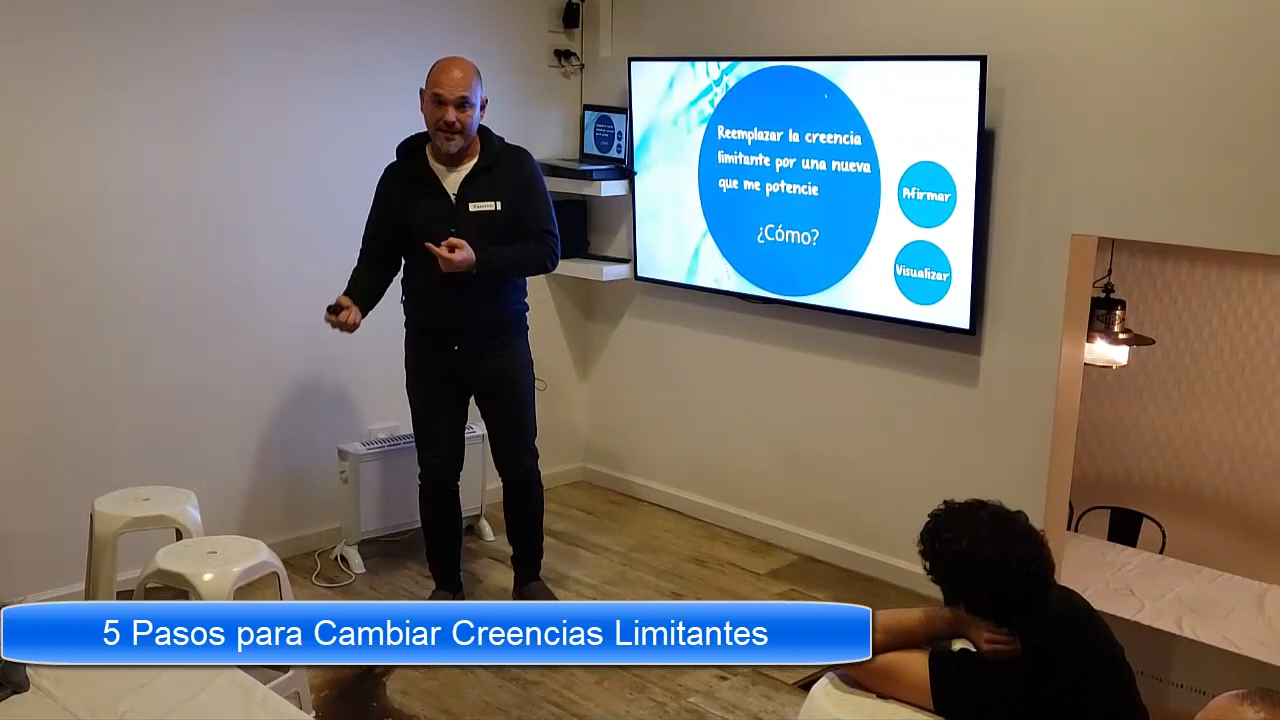 Reemplazar la creencia
limitante por una nueva
que me potencie
¿Cómo?
Afirmar
Visualizar
5 Pasos para Cambiar Creencias Limitantes